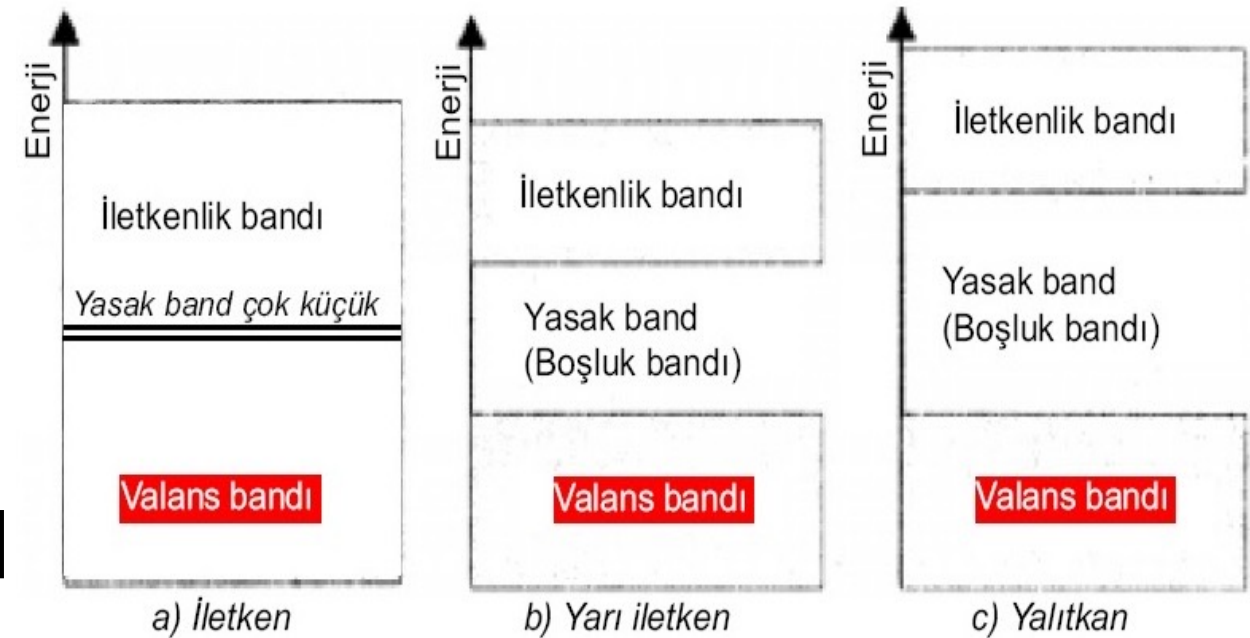 Enerji
İletkenlik bandı
Yasak band çok küçük
Valans bandı
a) İletken
Enerji
İletkenlik bandı
Yasak band
(Boşluk bandı)
Valans bandı
b) Yarı iletken
Enerji
İletkenlik bandı
Yasak band
(Boşluk bandı)
Valans bandı
c) Yalıtkan